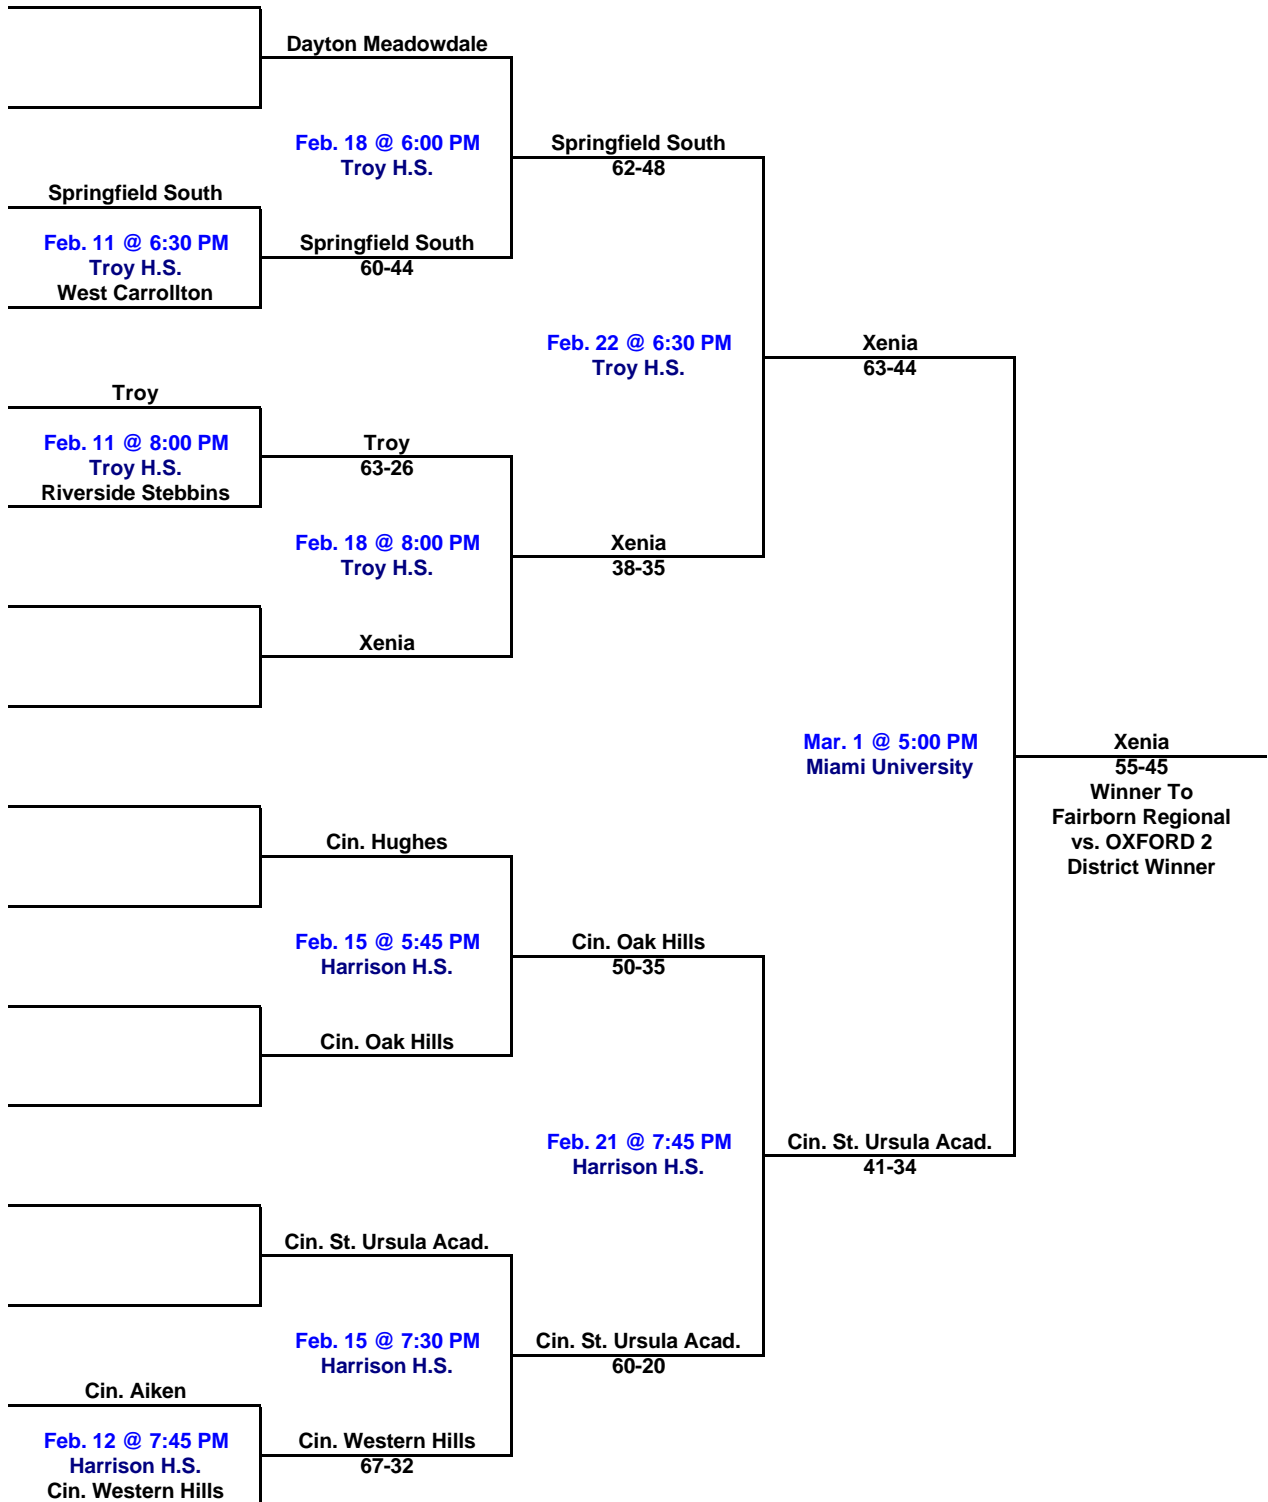 Dayton Meadowdale
Feb. 18 @ 6:00 PM
Troy H.S.
Springfield South
62-48
Springfield South
Feb. 11 @ 6:30 PM
Troy H.S.
West Carrollton
Springfield South
60-44
Feb. 22 @ 6:30 PM
Troy H.S.
Xenia
63-44
Troy
Feb. 11 @ 8:00 PM
Troy H.S.
Riverside Stebbins
Troy
63-26
Feb. 18 @ 8:00 PM
Troy H.S.
Xenia
38-35
Xenia
Mar. 1 @ 5:00 PM
Miami University
Xenia
55-45
Winner To
Fairborn Regional
vs. OXFORD 2
District Winner
Cin. Hughes
Feb. 15 @ 5:45 PM
Harrison H.S.
Cin. Oak Hills
50-35
Cin. Oak Hills
Feb. 21 @ 7:45 PM
Harrison H.S.
Cin. St. Ursula Acad.
41-34
Cin. St. Ursula Acad.
Feb. 15 @ 7:30 PM
Harrison H.S.
Cin. St. Ursula Acad.
60-20
Cin. Aiken
Feb. 12 @ 7:45 PM
Harrison H.S.
Cin. Western Hills
Cin. Western Hills
67-32